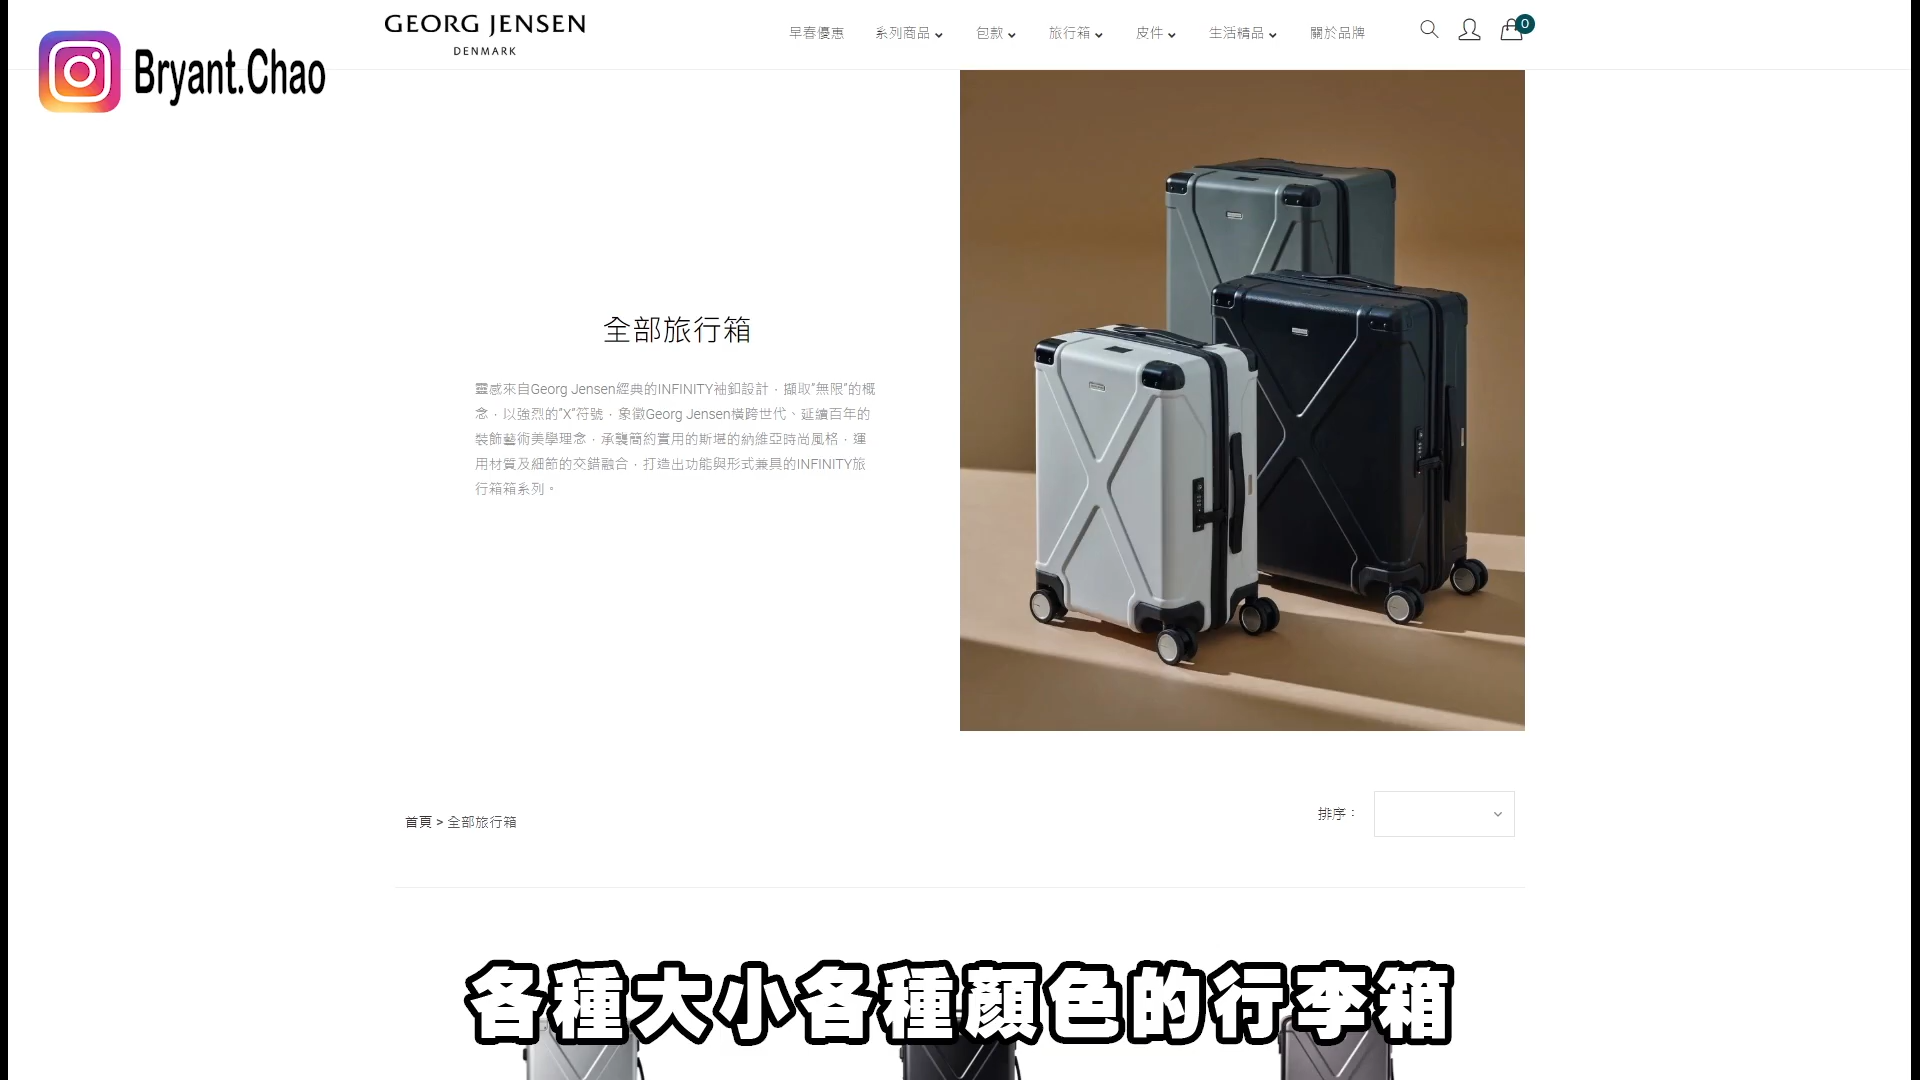 GEORG JENSEN
DENMARK
早春優惠 系列商品 包款 旅行箱 皮件 生活精品 關於品牌
0
Bryant.Chao
全部旅行箱
靈感來自Georg Jensen經典的INFINITY袖釦設計，擷取"無限"的概
念，以強烈的"X"符號，象徵Georg Jensen橫跨世代、延續百年的
裝飾藝術美學理念，承襲簡約實用的斯堪的納維亞時尚風格，運
用材質及細節的交錯融合，打造出功能與形式兼具的INFINITY旅
行箱箱系列。
首頁 > 全部旅行箱
排序：
各種大小各種顏色的行李箱